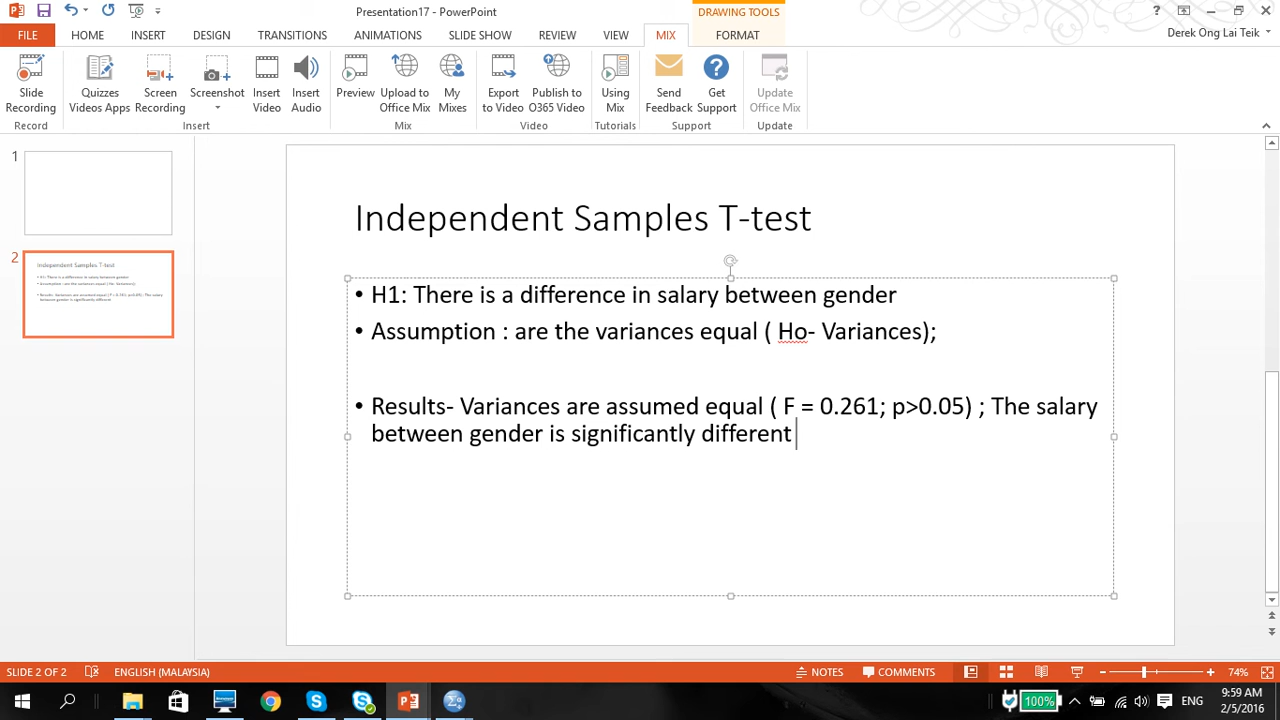 Presentation17 - PowerPoint
DRAWING TOOLS
FILE HOME INSERT DESIGN TRANSITIONS ANIMATIONS SLIDE SHOW REVIEW VIEW MIX FORMAT
Derek Ong Lai Teik
Slide Recording
Quizzes Videos Apps
Screen Recording
Screenshot
Insert Video
Insert Audio
Preview
Upload to Office Mix
My Mixes
Export to Video
Publish to O365 Video
Using Mix
Send Feedback
Get Support
Update Office Mix
Record Insert Mix Video Tutorials Support Update
1
2
Independent Samples T-test
• H1: There is a difference in salary between gender
• Assumption : are the variances equal ( Ho- Variances);
• Results- Variances are assumed equal ( F = 0.261; p>0.05) ; The salary
between gender is significantly different
SLIDE 2 OF 2 ENGLISH (MALAYSIA) NOTES COMMENTS 74%
100% ENG 9:59 AM
2/5/2016